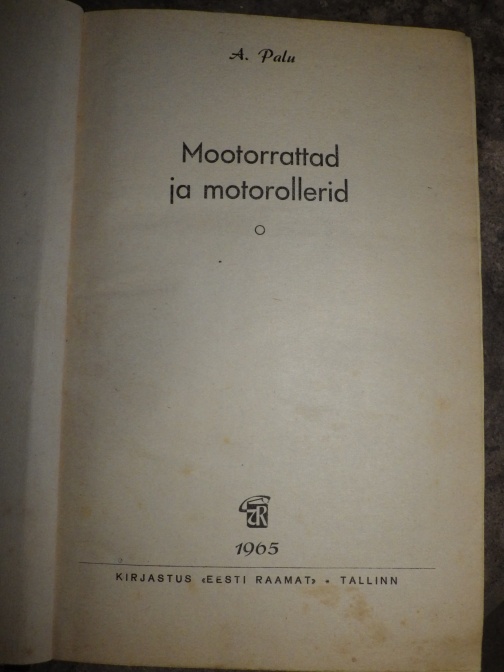 A. Palu
Mootorrattad
ja motorollerid
1965
KIRJASTUS «EESTI RAAMAT» • TALLINN